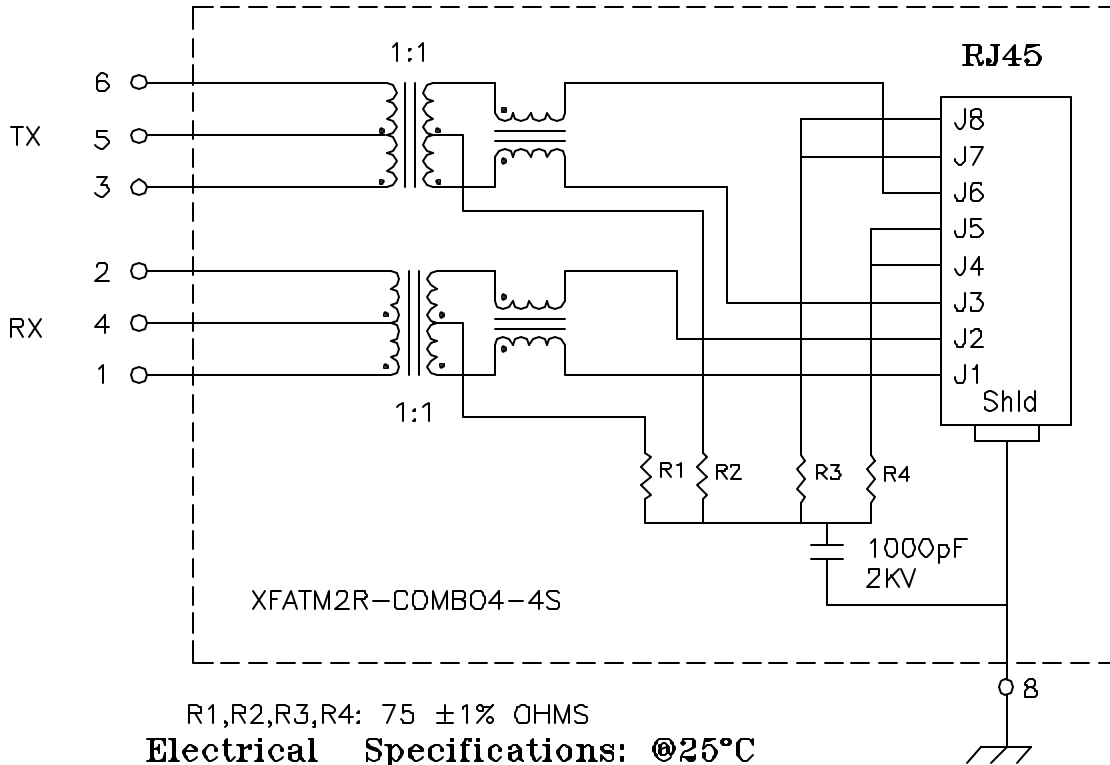 1:1
RJ45
6
TX
5
3
J8
J7
J6
J5
J4
J3
J2
J1
Shld
2
RX
4
1
1:1
R1
R2
R3
R4
1000pF
2KV
XFATM2R-COMBO4-4S
8
R1,R2,R3,R4: 75 ±1% OHMS
Electrical Specifications: @25°C